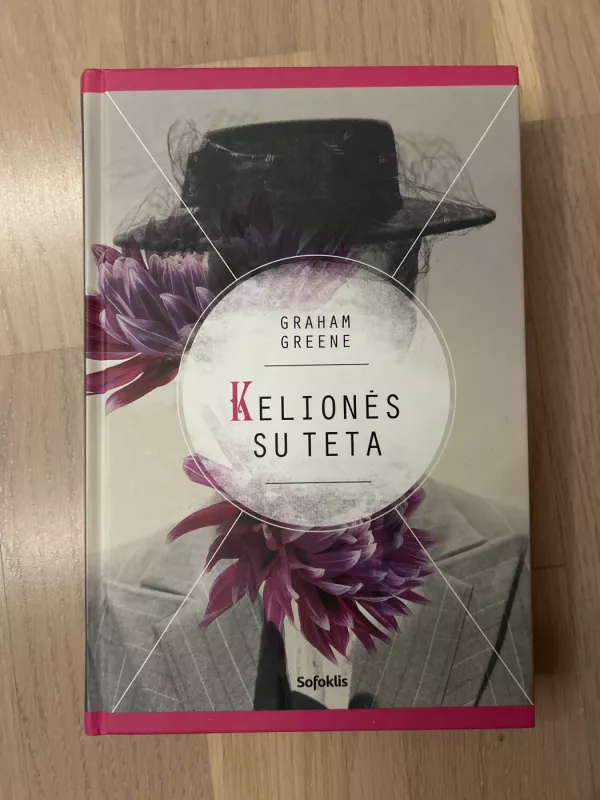 GRAHAM
GREENE
KELIONĖS
SU TETA
Sofoklis